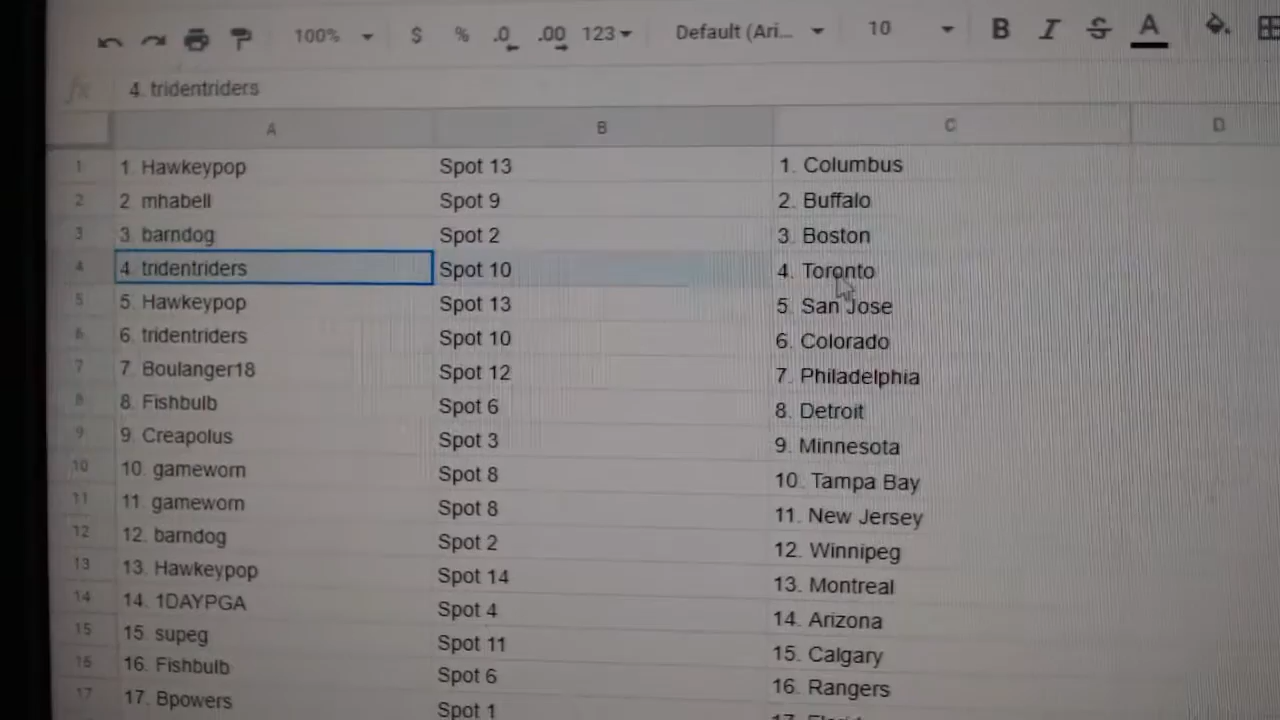 100% $ % .0 .00 123 Default (Ari... 10 B I S A
fx 4. tridentriders
A B C D
1 1. Hawkeypop Spot 13 1. Columbus
2 2. mhabell Spot 9 2. Buffalo
3 3. barndog Spot 2 3. Boston
4 4. tridentriders Spot 10 4. Toronto
5 5. Hawkeypop Spot 13 5. San Jose
6 6. tridentriders Spot 10 6. Colorado
7 7. Boulanger18 Spot 12 7. Philadelphia
8 8. Fishbulb Spot 6 8. Detroit
9 9. Creapolus Spot 3 9. Minnesota
10 10. gameworn Spot 8 10. Tampa Bay
11 11. gameworn Spot 8 11. New Jersey
12 12. barndog Spot 2 12. Winnipeg
13 13. Hawkeypop Spot 14 13. Montreal
14 14. 1DAYPGA Spot 4 14. Arizona
15 15. supeg Spot 11 15. Calgary
16 16. Fishbulb Spot 6 16. Rangers
17 17. Bpowers Spot 1 17.